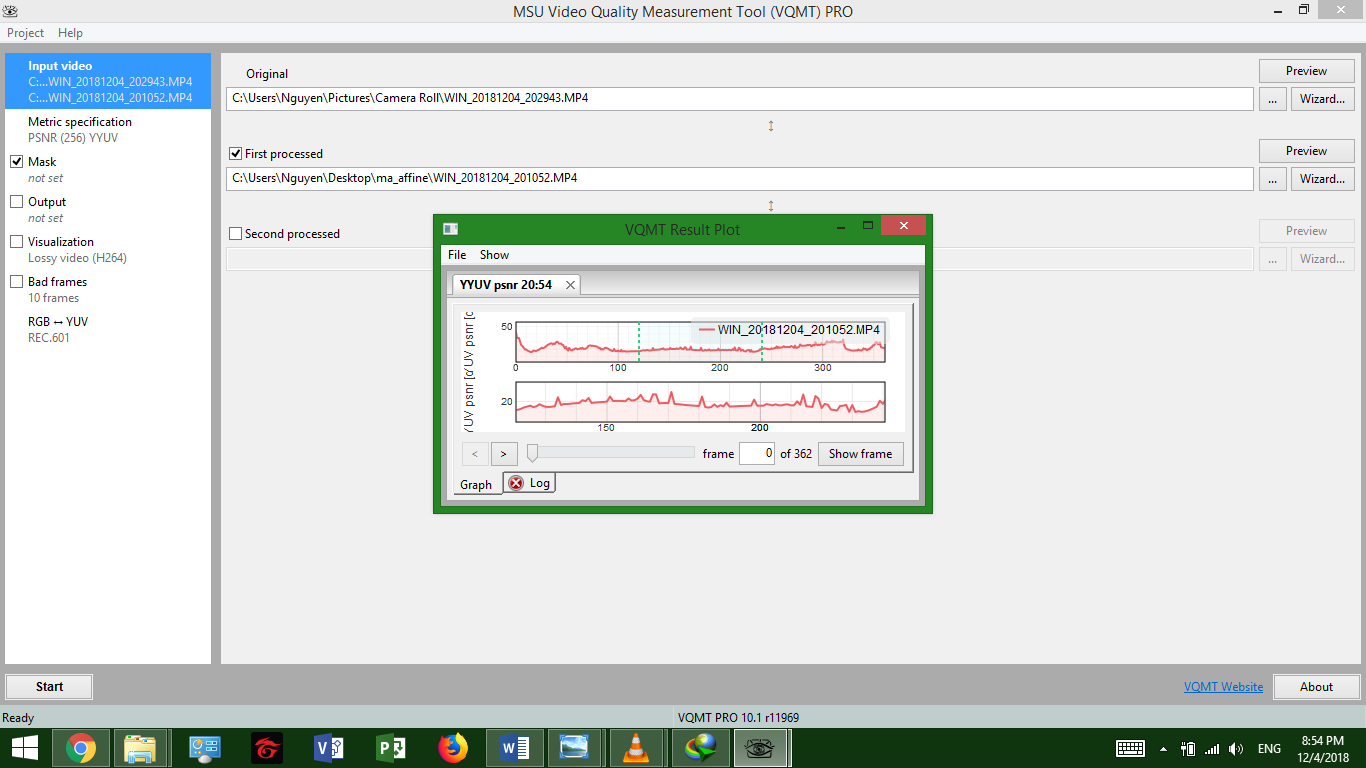 MSU Video Quality Measurement Tool (VQMT) PRO
Project Help
Input video
C:...WIN_20181204_202943.MP4
C:...WIN_20181204_201052.MP4
Metric specification
PSNR (256) YYUV
Mask
not set
Output
not set
Visualization
Lossy video (H264)
Bad frames
10 frames
RGB ↔ YUV
REC.601
Original
Preview
C:\Users\Nguyen\Pictures\Camera Roll\WIN_20181204_202943.MP4
... Wizard...
First processed
Preview
C:\Users\Nguyen\Desktop\ma_affine\WIN_20181204_201052.MP4
... Wizard...
Second processed
Preview
... Wizard...
VQMT Result Plot
File Show
YYUV psnr 20:54
50
WIN_20181204_201052.MP4
0 100 200 300
20
150 200
< > frame 0 of 362 Show frame
Graph Log
Start
VQMT Website
About
Ready
VQMT PRO 10.1 r11969
ENG
8:54 PM
12/4/2018